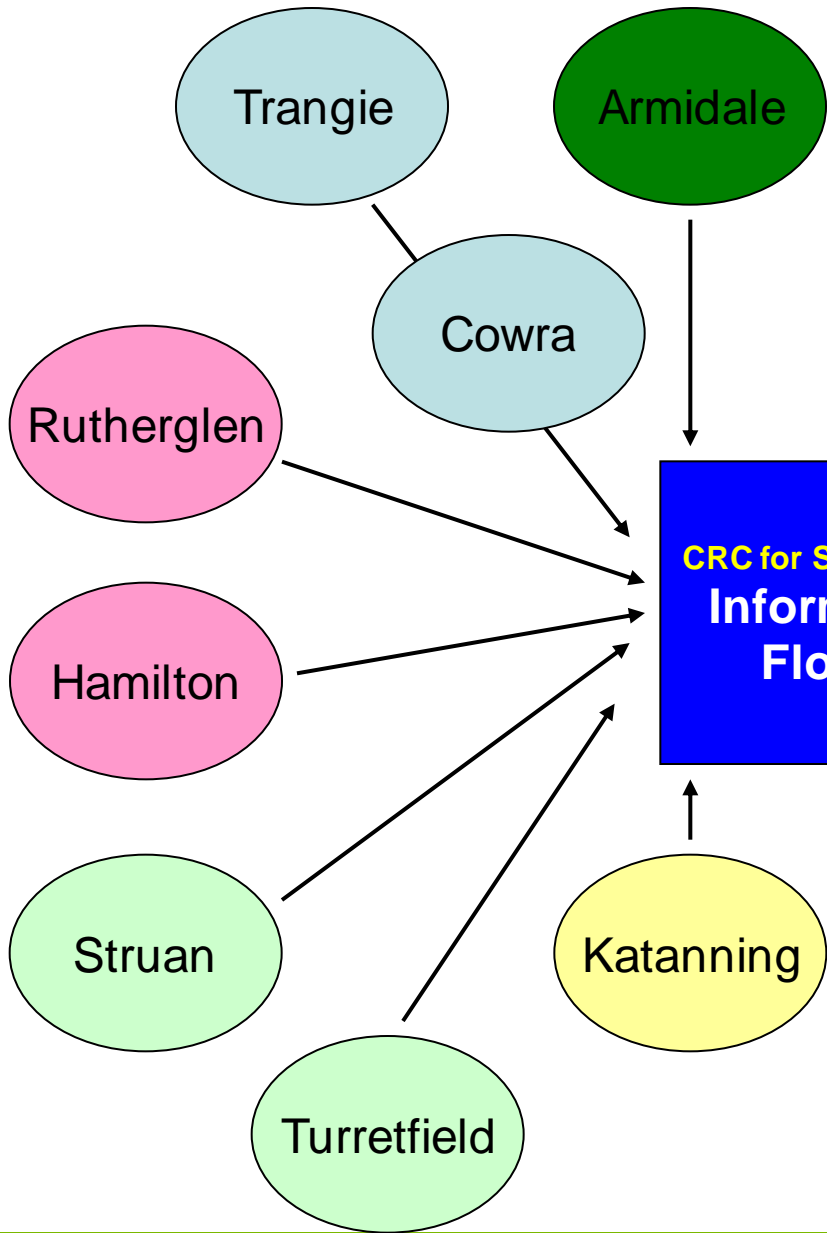 Trangie
Armidale
Cowra
Rutherglen
CRC for S
Inforr
Flo
Hamilton
Struan
Katanning
Turretfield